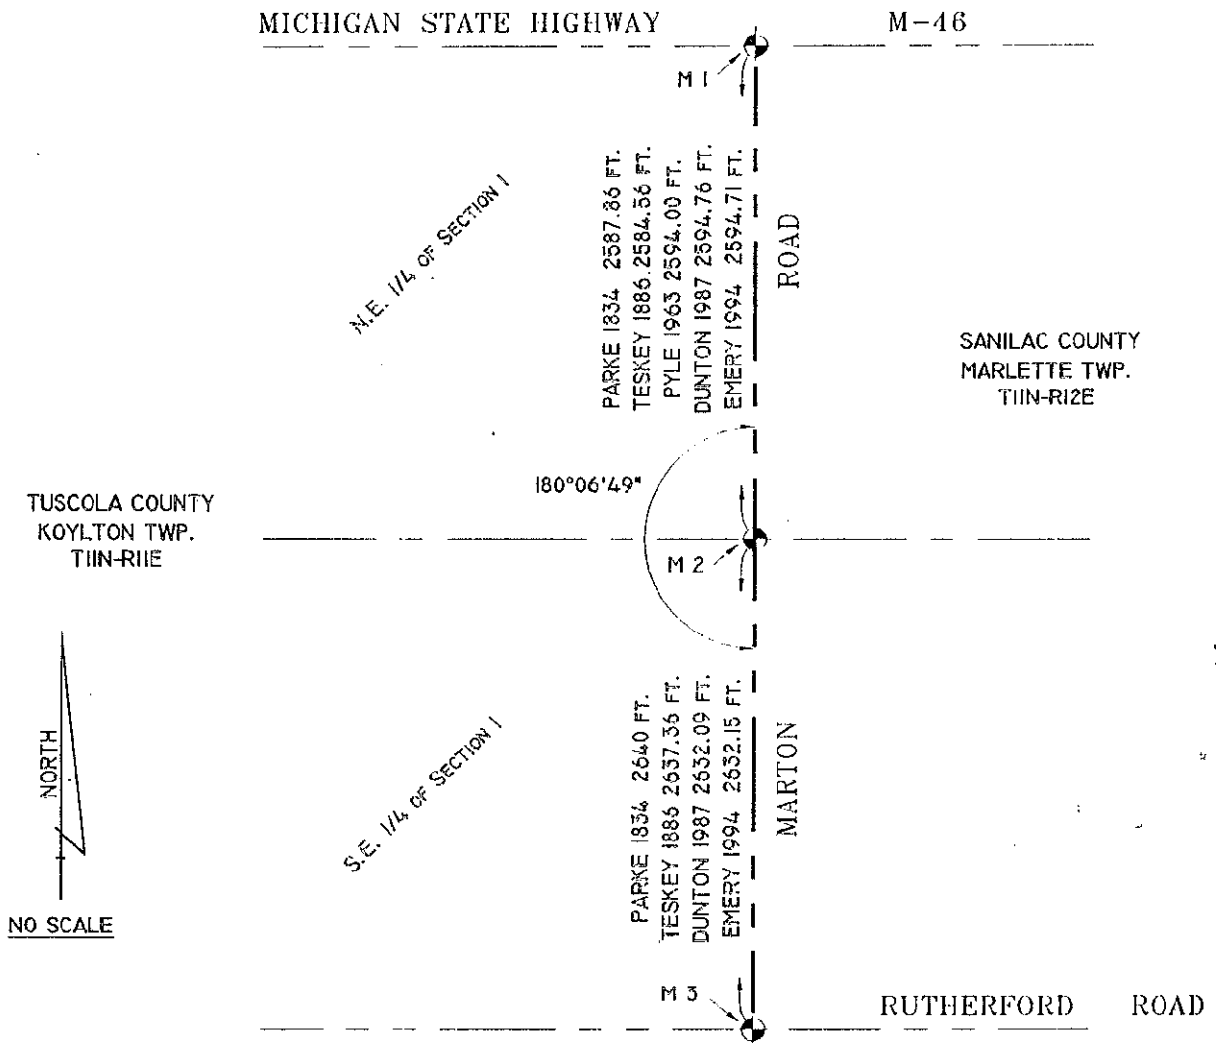 MICHIGAN STATE HIGHWAY M-46
M 1
PARKE 1834 2587.86 FT.
TESKEY 1886 2584.56 FT.
PYLE 1963 2594.00 FT.
DUNTON 1987 2594.76 FT.
EMERY 1994 2594.71 FT.
ROAD
N.E. 1/4 OF SECTION 1
SANILAC COUNTY
MARLETTE TWP.
T11N-R12E
180°06'49"
TUSCOLA COUNTY
KOYLTON TWP.
T11N-R11E
M 2
PARKE 1834 2640 FT.
TESKEY 1886 2637.36 FT.
DUNTON 1987 2632.09 FT.
EMERY 1994 2632.15 FT.
MARTON
S.E. 1/4 OF SECTION 1
NORTH
NO SCALE
M 3
RUTHERFORD ROAD